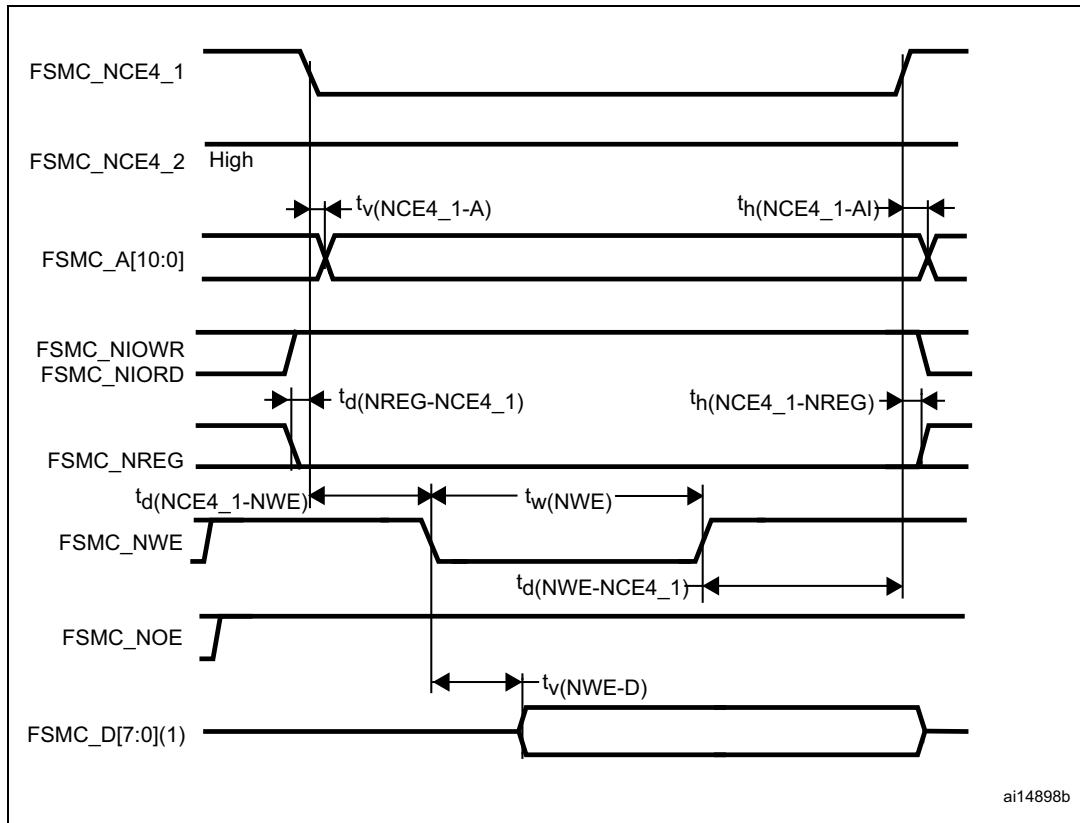 FSMC_NCE4_1
FSMC_NCE4_2 High
tv(NCE4_1-A) th(NCE4_1-AI)
FSMC_A[10:0]
FSMC_NIOWR
FSMC_NIORD
td(NREG-NCE4_1) th(NCE4_1-NREG)
FSMC_NREG
td(NCE4_1-NWE) tw(NWE)
FSMC_NWE
td(NWE-NCE4_1)
FSMC_NOE
tv(NWE-D)
FSMC_D[7:0](1)
ai14898b